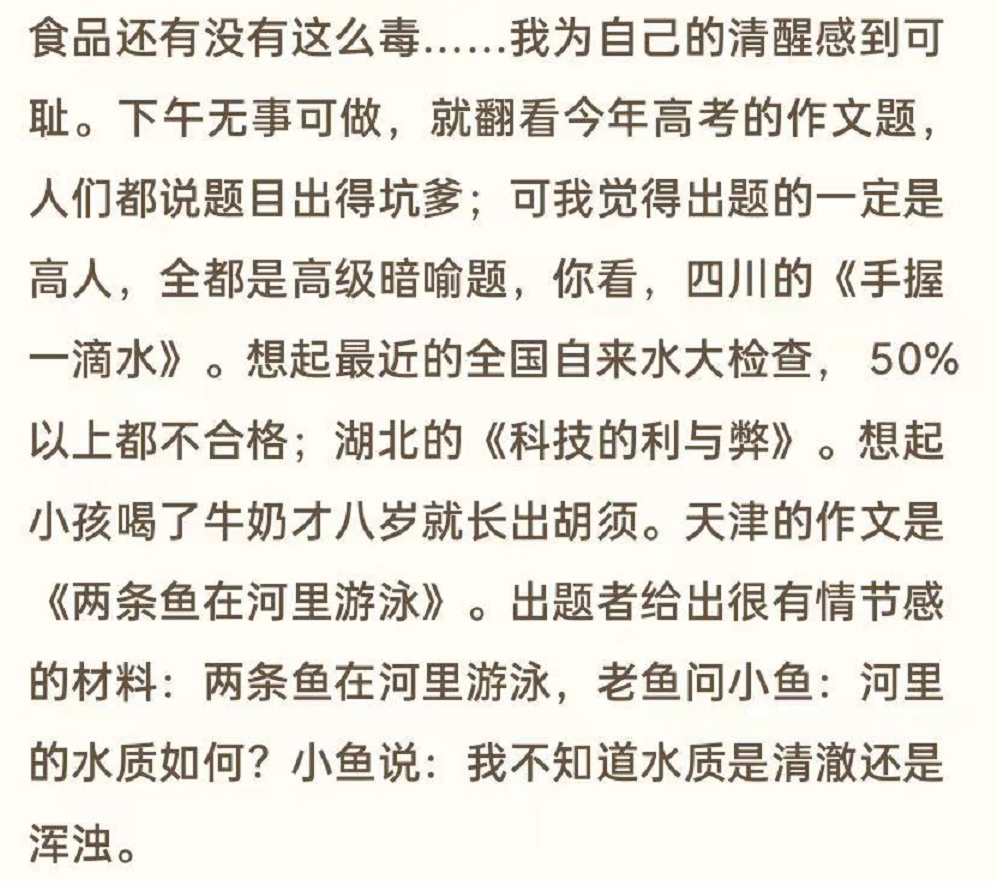 食品还有没有这么毒……我为自己的清醒感到可
耻。下午无事可做，就翻看今年高考的作文题，
人们都说题目出得坑爹；可我觉得出题的一定是
高人，全都是高级暗喻题，你看，四川的《手握
一滴水》。想起最近的全国自来水大检查， 50%
以上都不合格；湖北的《科技的利与弊》。想起
小孩喝了牛奶才八岁就长出胡须。天津的作文是
《两条鱼在河里游泳》。出题者给出很有情节感
的材料：两条鱼在河里游泳，老鱼问小鱼：河里
的水质如何？小鱼说：我不知道水质是清澈还是
浑浊。